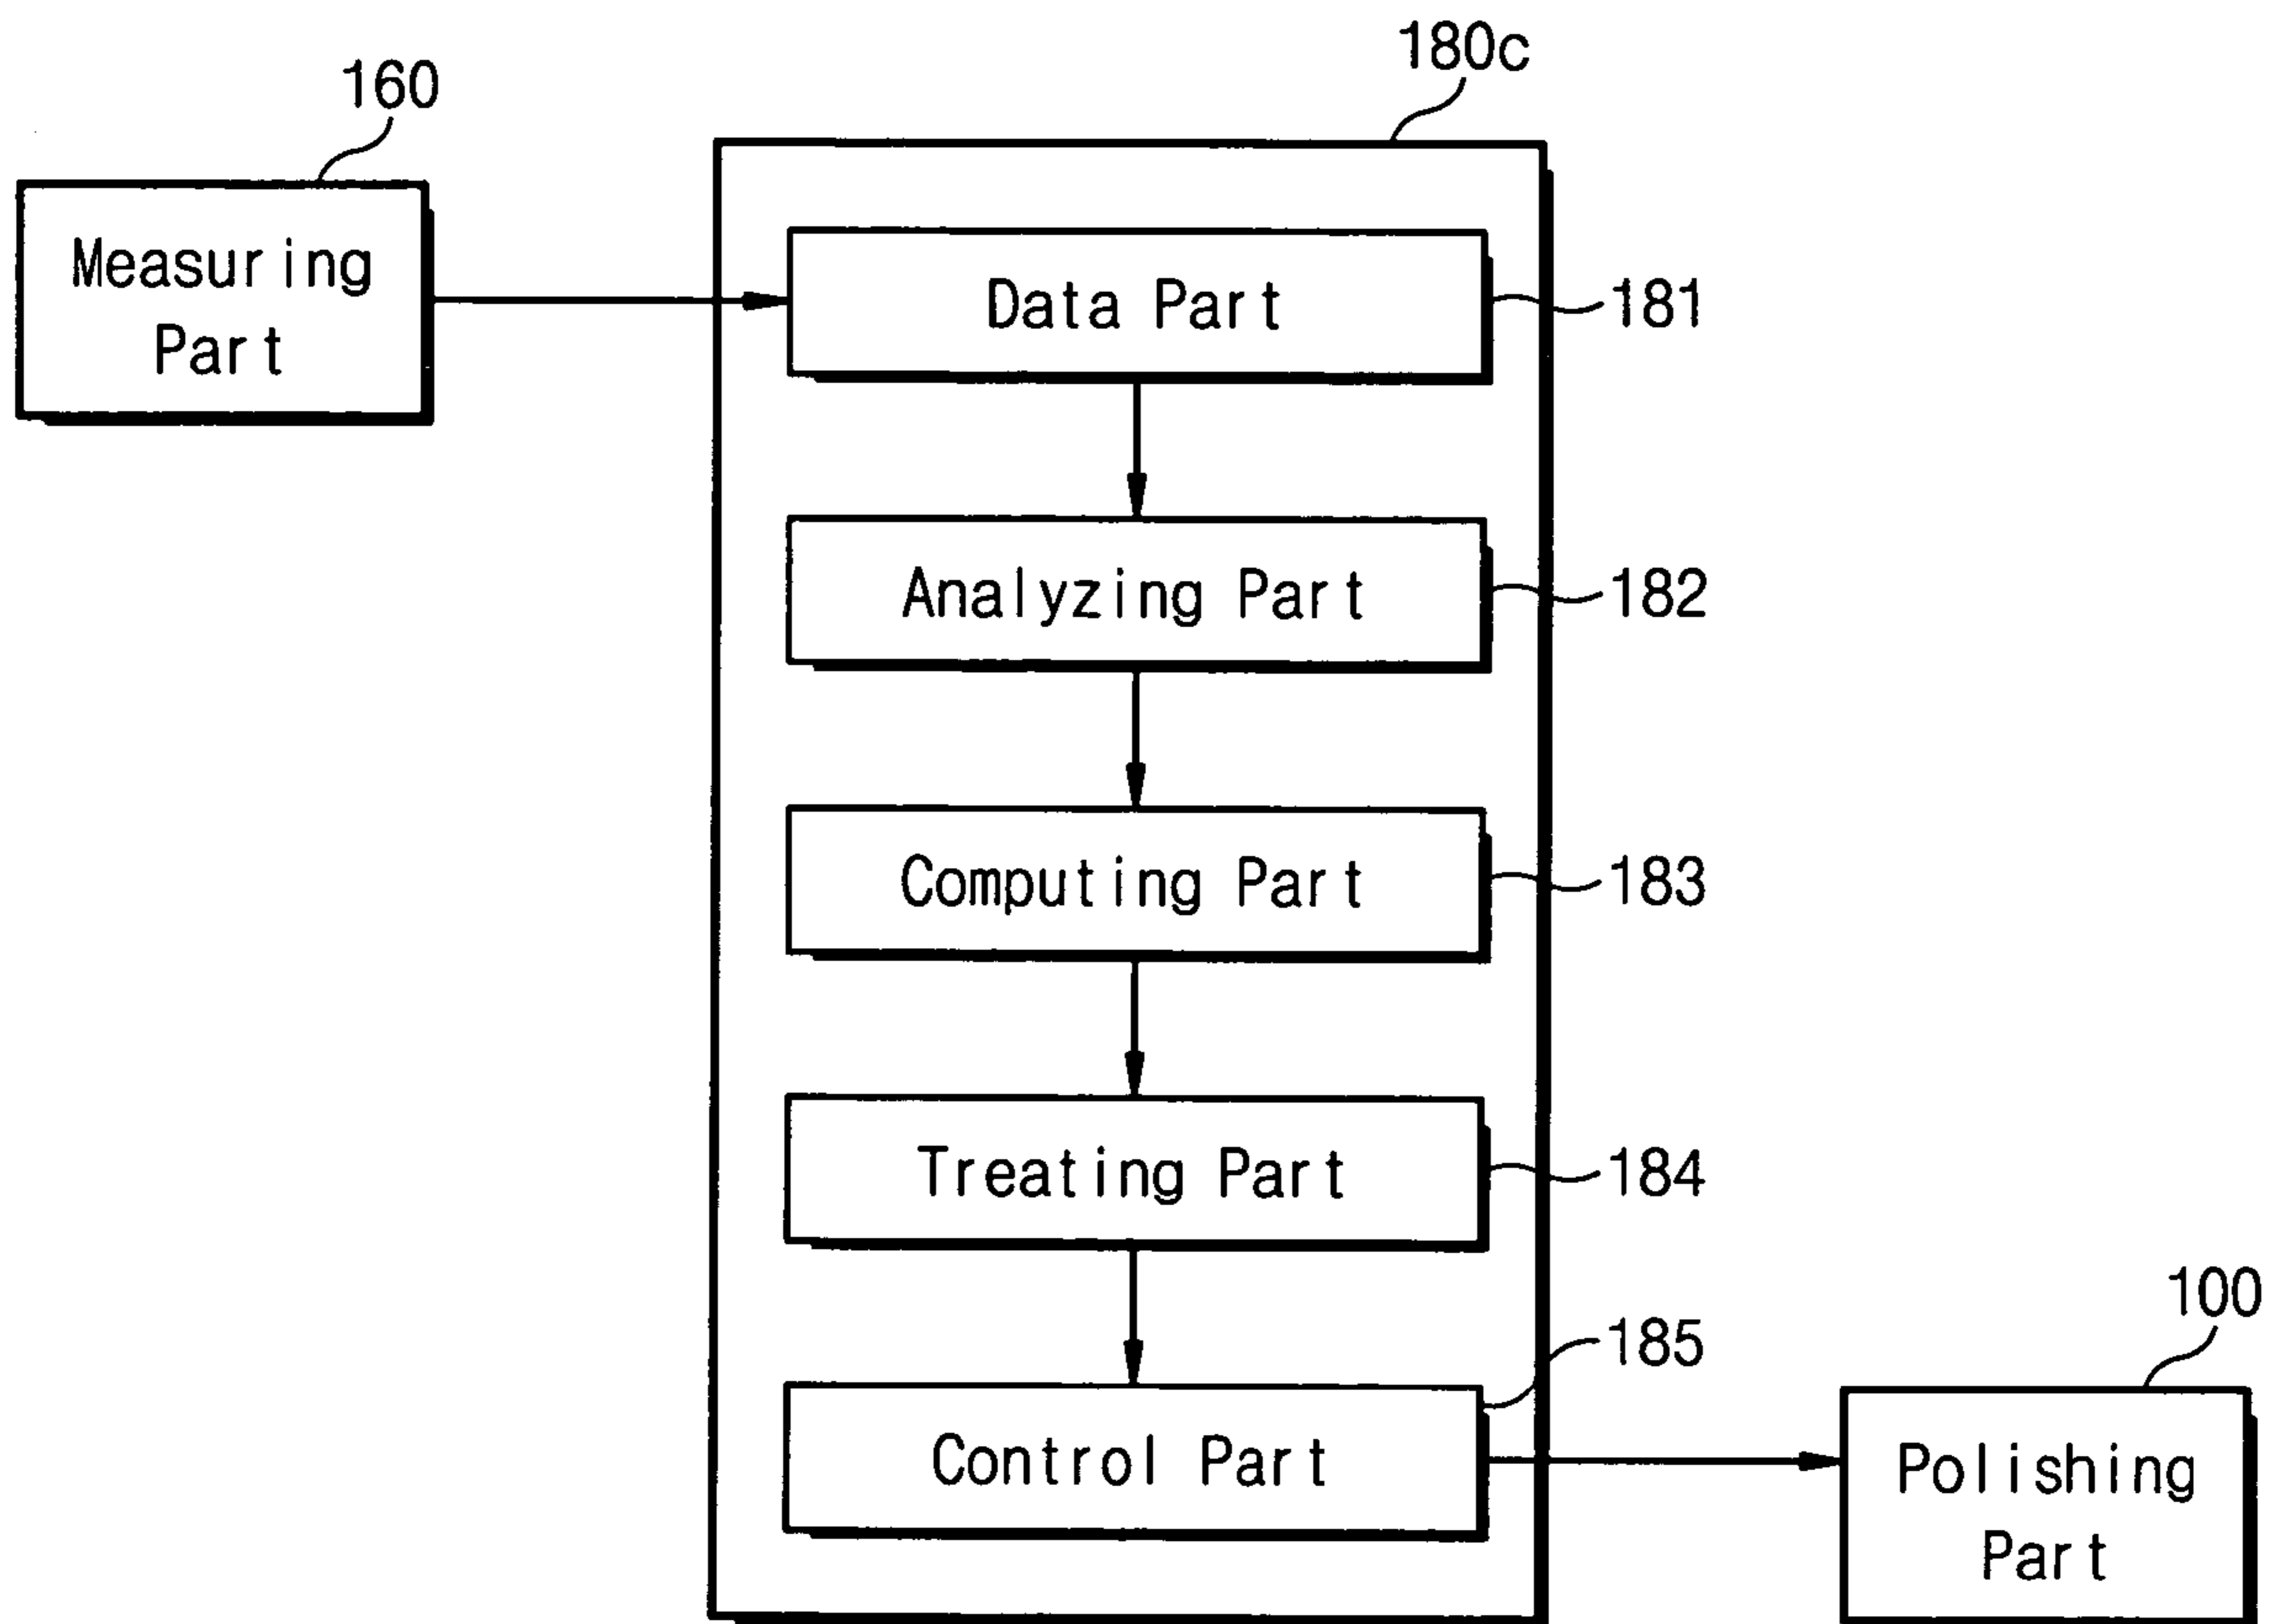 180c
160
Measuring
Part
Data Part
181
Analyzing Part
182
Computing Part
183
Treating Part
184
185
Control Part
100
Polishing
Part